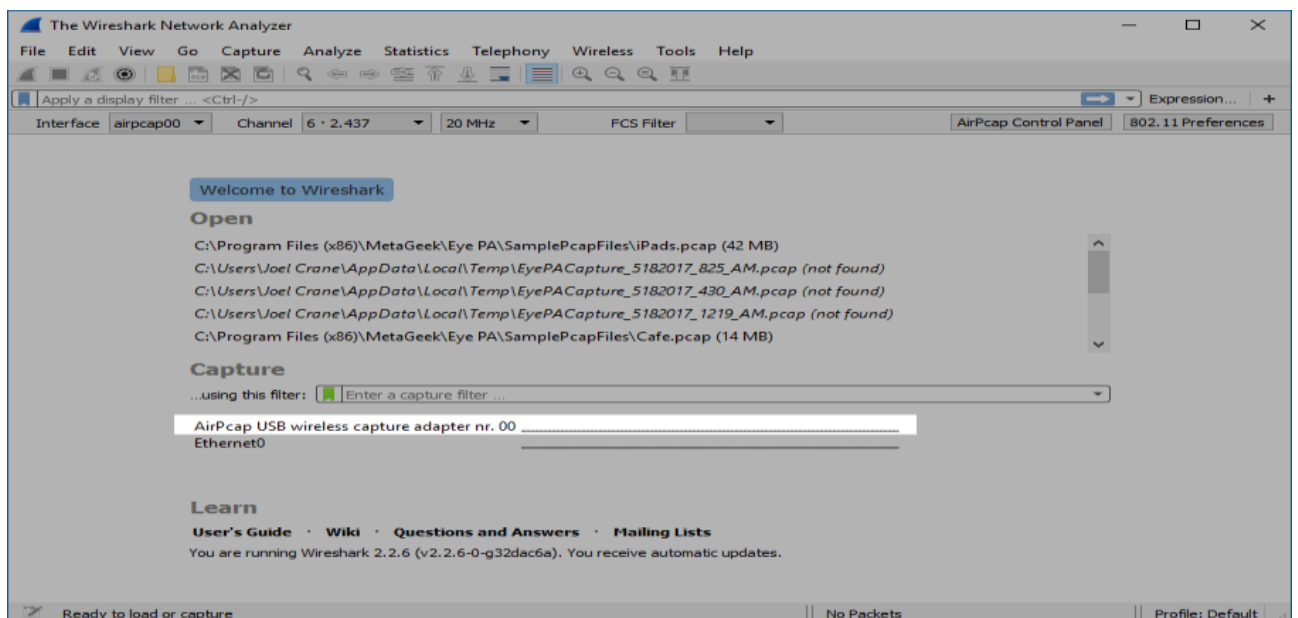 The Wireshark Network Analyzer
File Edit View Go Capture Analyze Statistics Telephony Wireless Tools Help
Apply a display filter ... <Ctrl-/> Expression... +
Interface airpcap00 Channel 6 · 2.437 20 MHz FCS Filter AirPcap Control Panel 802.11 Preferences
Welcome to Wireshark
Open
C:\Program Files (x86)\MetaGeek\Eye PA\SamplePcapFiles\iPads.pcap (42 MB)
C:\Users\Joel Crane\AppData\Local\Temp\EyePACapture_5182017_825_AM.pcap (not found)
C:\Users\Joel Crane\AppData\Local\Temp\EyePACapture_5182017_430_AM.pcap (not found)
C:\Users\Joel Crane\AppData\Local\Temp\EyePACapture_5182017_1219_AM.pcap (not found)
C:\Program Files (x86)\MetaGeek\Eye PA\SamplePcapFiles\Cafe.pcap (14 MB)
Capture
...using this filter: Enter a capture filter ...
AirPcap USB wireless capture adapter nr. 00
Ethernet0
Learn
User's Guide · Wiki · Questions and Answers · Mailing Lists
You are running Wireshark 2.2.6 (v2.2.6-0-g32dac6a). You receive automatic updates.
Ready to load or capture No Packets Profile: Default